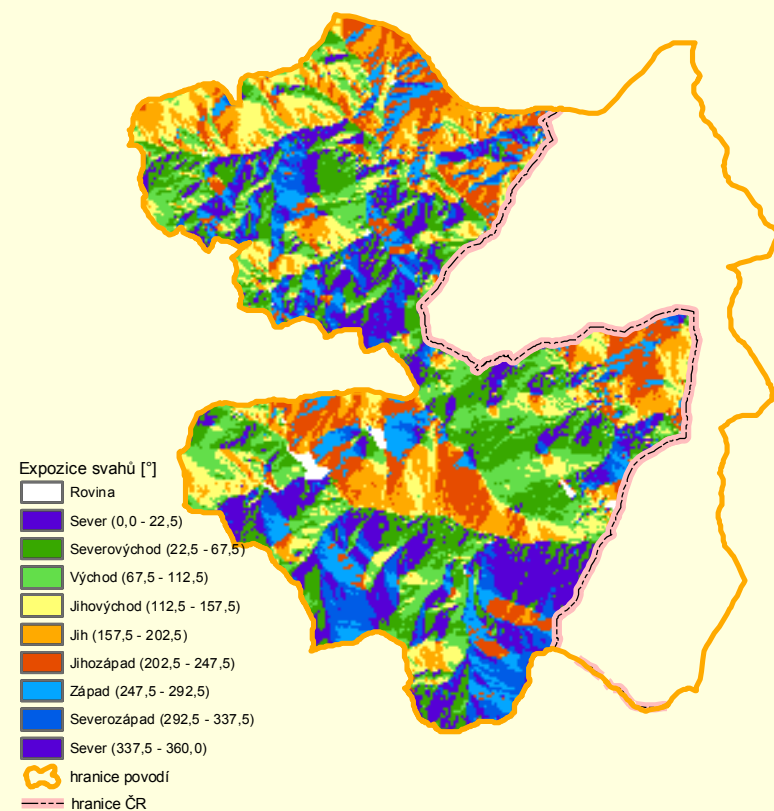 Expozice svahů [°]
Rovina
Sever (0,0 - 22,5)
Severovýchod (22,5 - 67,5)
Východ (67,5 - 112,5)
Jihovýchod (112,5 - 157,5)
Jih (157,5 - 202,5)
Jihozápad (202,5 - 247,5)
Západ (247,5 - 292,5)
Severozápad (292,5 - 337,5)
Sever (337,5 - 360,0)
hranice povodí
hranice ČR